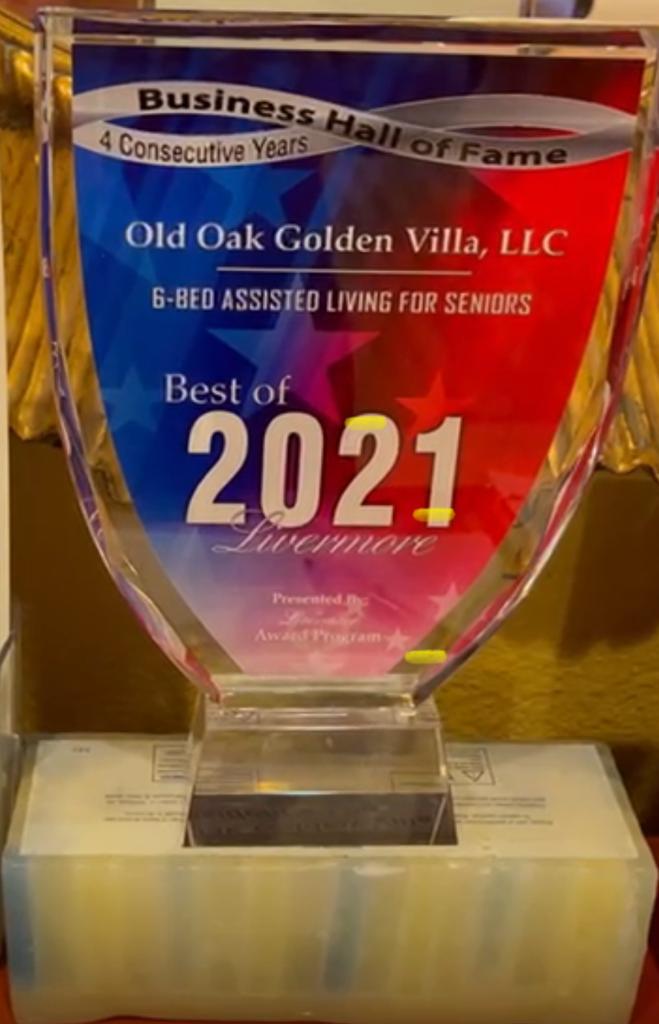 Business Hall of Fame
4 Consecutive Years
Old Oak Golden Villa, LLC
6-BED ASSISTED LIVING FOR SENIORS
Best of
2021
Livermore
Presented By:
Livermore
Award Program